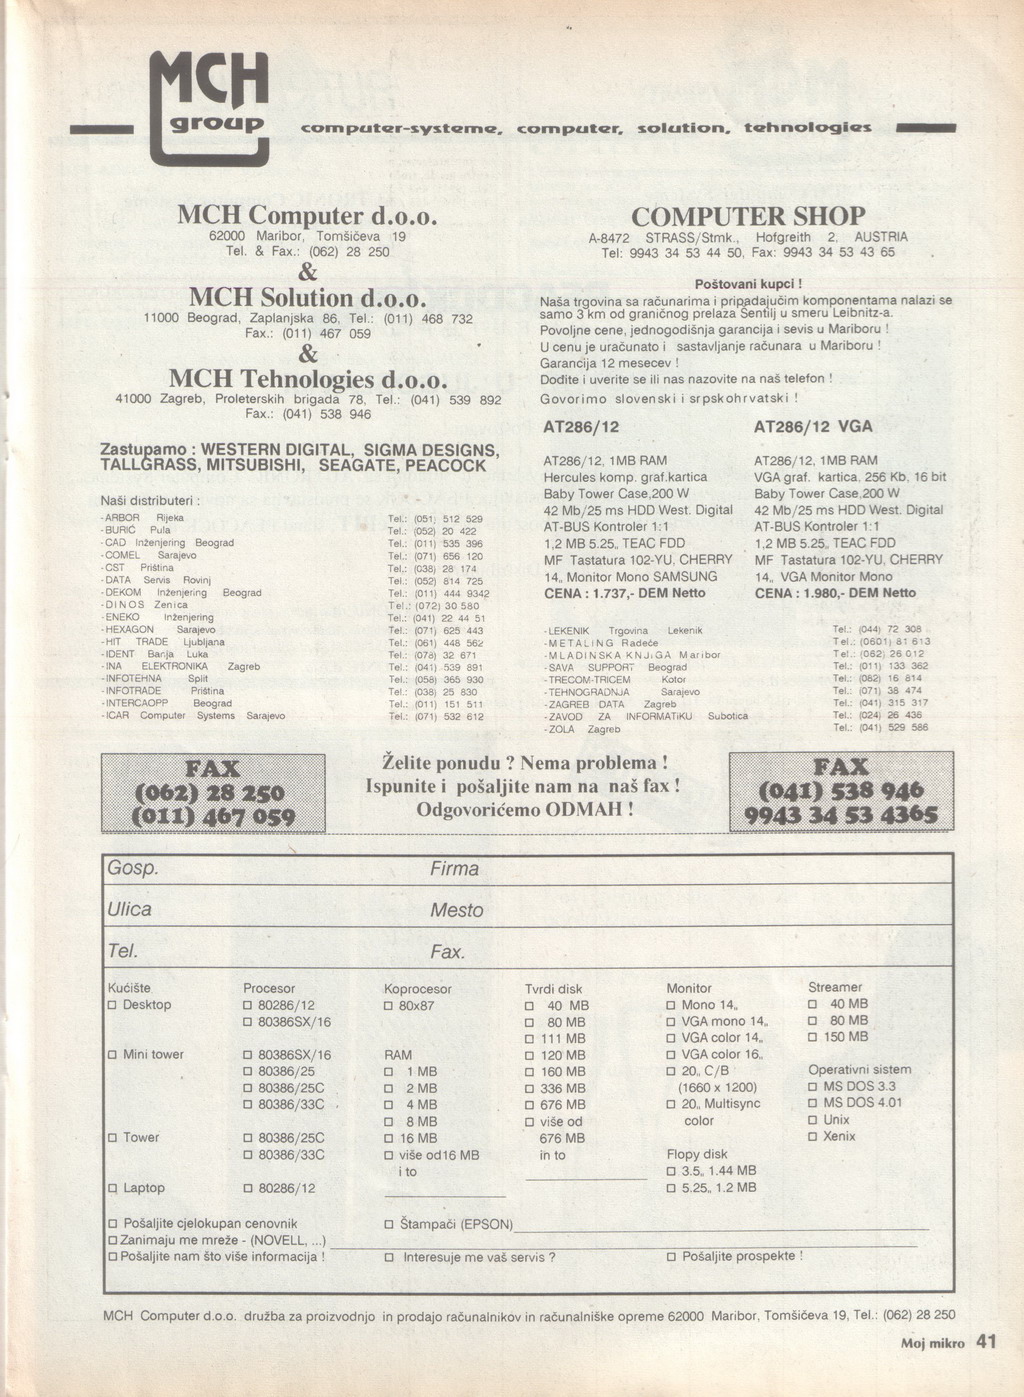 MCH
group
computer-systeme, computer, solution, tehnologies
MCH Computer d.o.o.
62000 Maribor, Tomšičeva 19
Tel. & Fax.: (062) 28 250
&
MCH Solution d.o.o.
11000 Beograd, Zaplanjska 86, Tel.: (011) 468 732
Fax.: (011) 467 059
&
MCH Tehnologies d.o.o.
41000 Zagreb, Proleterskih brigada 78, Tel.: (041) 539 892
Fax.: (041) 538 946
Zastupamo : WESTERN DIGITAL, SIGMA DESIGNS,
TALLGRASS, MITSUBISHI, SEAGATE, PEACOCK
Naši distributeri :
-ARBOR Rijeka Tel.: (051) 512 529
-BURIĆ Pula Tel.: (052) 20 422
-CAD Inženjering Beograd Tel.: (011) 535 396
-COMEL Sarajevo Tel.: (071) 656 120
-CST Priština Tel.: (038) 28 174
-DATA Servis Rovinj Tel.: (052) 814 725
-DEKOM Inženjering Beograd Tel.: (011) 444 9342
-DINOS Zenica Tel.: (072) 30 580
-ENEKO Inženjering Tel.: (041) 22 44 51
-HEXAGON Sarajevo Tel.: (071) 625 443
-HIT TRADE Ljubljana Tel.: (061) 448 562
-IDENT Banja Luka Tel.: (078) 32 671
-INA ELEKTRONIKA Zagreb Tel.: (041) 539 891
-INFOTEHNA Split Tel.: (058) 365 930
-INFOTRADE Priština Tel.: (038) 25 830
-INTERCAOPP Beograd Tel.: (011) 151 511
-ICAR Computer Systems Sarajevo Tel.: (071) 532 612
COMPUTER SHOP
A-8472 STRASS/Stmk., Hofgreith 2, AUSTRIA
Tel: 9943 34 53 44 50, Fax: 9943 34 53 43 65
Poštovani kupci !
Naša trgovina sa računarima i pripadajučim komponentama nalazi se
samo 3 km od graničnog prelaza Šentilj u smeru Leibnitz-a.
Povoljne cene, jednogodišnja garancija i sevis u Mariboru !
U cenu je uračunato i sastavljanje računara u Mariboru !
Garancija 12 mesecev !
Dođite i uverite se ili nas nazovite na naš telefon !
Govorimo slovenski i srpskohrvatski !
AT286/12 AT286/12 VGA
AT286/12, 1MB RAM AT286/12, 1MB RAM
Hercules komp. graf.kartica VGA graf. kartica, 256 Kb, 16 bit
Baby Tower Case,200 W Baby Tower Case,200 W
42 Mb/25 ms HDD West. Digital 42 Mb/25 ms HDD West. Digital
AT-BUS Kontroler 1:1 AT-BUS Kontroler 1:1
1,2 MB 5.25,, TEAC FDD 1,2 MB 5.25,, TEAC FDD
MF Tastatura 102-YU, CHERRY MF Tastatura 102-YU, CHERRY
14,, Monitor Mono SAMSUNG 14,, VGA Monitor Mono
CENA : 1.737,- DEM Netto CENA : 1.980,- DEM Netto
-LEKENIK Trgovina Lekenik Tel.: (044) 72 308
-METALING Radeče Tel.: (0601) 81 613
-MLADINSKA KNJIGA Maribor Tel.: (062) 26 012
-SAVA SUPPORT Beograd Tel.: (011) 133 362
-TRECOM-TRICEM Kotor Tel.: (082) 16 814
-TEHNOGRADNJA Sarajevo Tel.: (071) 38 474
-ZAGREB DATA Zagreb Tel.: (041) 315 317
-ZAVOD ZA INFORMATIKU Subotica Tel.: (024) 26 436
-ZOLA Zagreb Tel.: (041) 529 586
FAX
(062) 28 250
(011) 467 059
Želite ponudu ? Nema problema !
Ispunite i pošaljite nam na naš fax !
Odgovorićemo ODMAH !
FAX
(041) 538 946
9943 34 53 4365
Gosp. Firma
Ulica Mesto
Tel. Fax.
Kućište Procesor Koprocesor Tvrdi disk Monitor Streamer
□ Desktop □ 80286/12 □ 80x87 □ 40 MB □ Mono 14,, □ 40 MB
□ 80386SX/16 □ 80 MB □ VGA mono 14,, □ 80 MB
□ 111 MB □ VGA color 14,, □ 150 MB
□ Mini tower □ 80386SX/16 RAM □ 120 MB □ VGA color 16,,
□ 80386/25 □ 1 MB □ 160 MB □ 20,, C/B Operativni sistem
□ 80386/25C □ 2 MB □ 336 MB (1660 x 1200) □ MS DOS 3.3
□ 80386/33C □ 4 MB □ 676 MB □ 20,, Multisync □ MS DOS 4.01
□ 8 MB □ više od color □ Unix
□ Tower □ 80386/25C □ 16 MB 676 MB □ Xenix
□ 80386/33C □ više od16 MB in to Flopy disk
i to □ 3.5,, 1.44 MB
□ Laptop □ 80286/12 □ 5.25,, 1.2 MB
□ Pošaljite cjelokupan cenovnik □ Štampači (EPSON)
□ Zanimaju me mreže - (NOVELL, ...)
□ Pošaljite nam što više informacija ! □ Interesuje me vaš servis ? □ Pošaljite prospekte !
MCH Computer d.o.o. družba za proizvodnjo in prodajo računalnikov in računalniške opreme 62000 Maribor, Tomšičeva 19, Tel.: (062) 28 250
Moj mikro 41